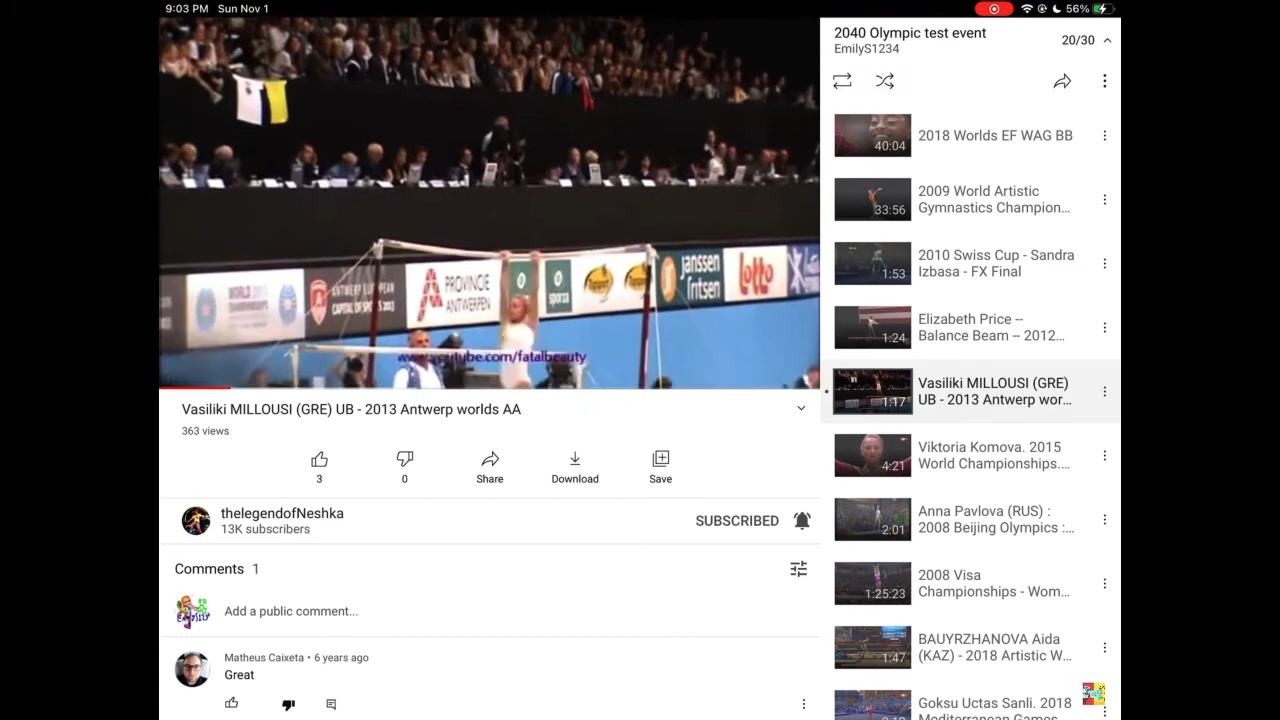 9:03 PM Sun Nov 1
56%
ANTWERP EUROPEAN
CAPITAL OF SPORTS 2013
PROVINCIE
ANTWERPEN
sporza
janssen
fritsen
lotto
www.youtube.com/fatalbeauty
Vasiliki MILLOUSI (GRE) UB - 2013 Antwerp worlds AA
363 views
3
0
Share
Download
Save
thelegendofNeshka
13K subscribers
SUBSCRIBED
Comments 1
Add a public comment...
Matheus Caixeta • 6 years ago
Great
2040 Olympic test event
EmilyS1234
20/30
40:04
2018 Worlds EF WAG BB
33:56
2009 World Artistic
Gymnastics Champion...
1:53
2010 Swiss Cup - Sandra
Izbasa - FX Final
1:24
Elizabeth Price --
Balance Beam -- 2012...
1:17
Vasiliki MILLOUSI (GRE)
UB - 2013 Antwerp wor...
4:21
Viktoria Komova. 2015
World Championships....
2:01
Anna Pavlova (RUS) :
2008 Beijing Olympics :...
1:25:23
2008 Visa
Championships - Wom...
1:47
BAUYRZHANOVA Aida
(KAZ) - 2018 Artistic W...
Goksu Uctas Sanli. 2018
Mediterranean Games